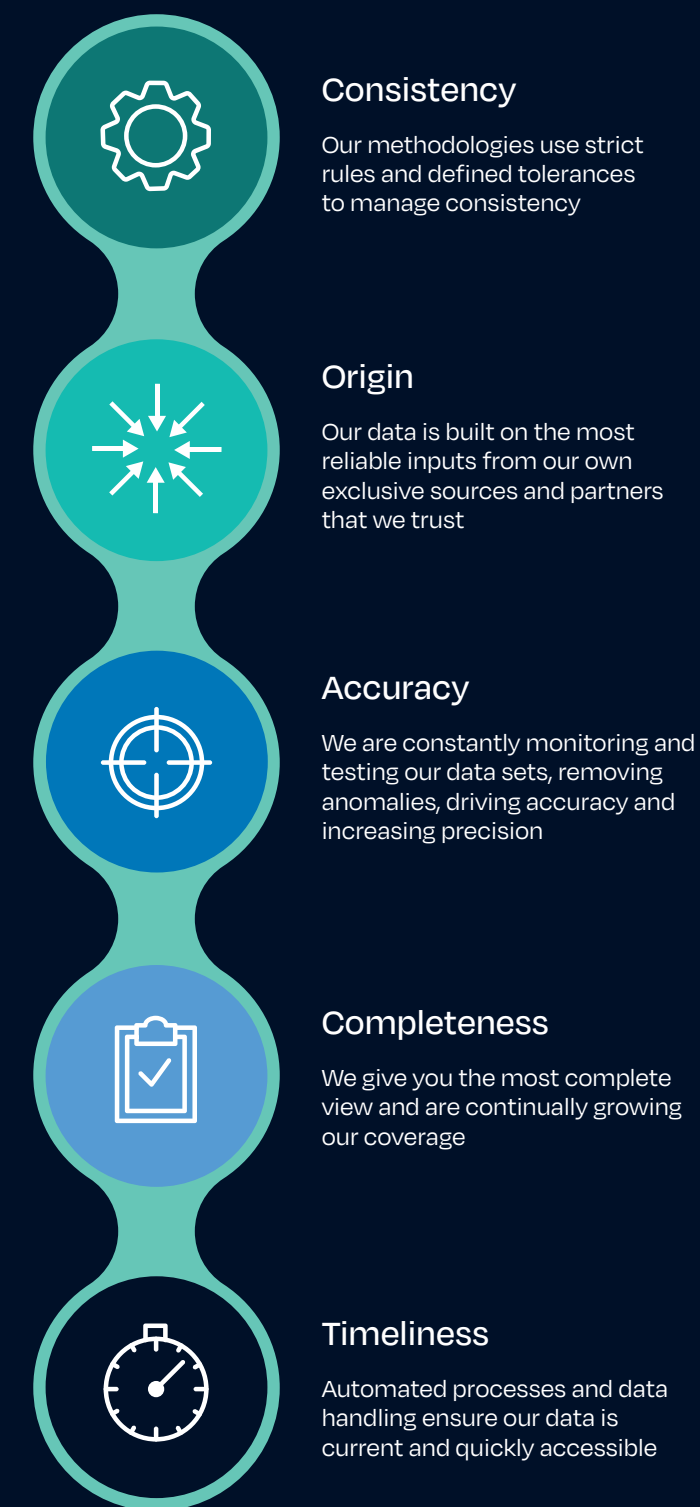 Consistency
Our methodologies use strict
rules and defined tolerances
to manage consistency
Origin
Our data is built on the most
reliable inputs from our own
exclusive sources and partners
that we trust
Accuracy
We are constantly monitoring and
testing our data sets, removing
anomalies, driving accuracy and
increasing precision
Completeness
We give you the most complete
view and are continually growing
our coverage
Timeliness
Automated processes and data
handling ensure our data is
current and quickly accessible